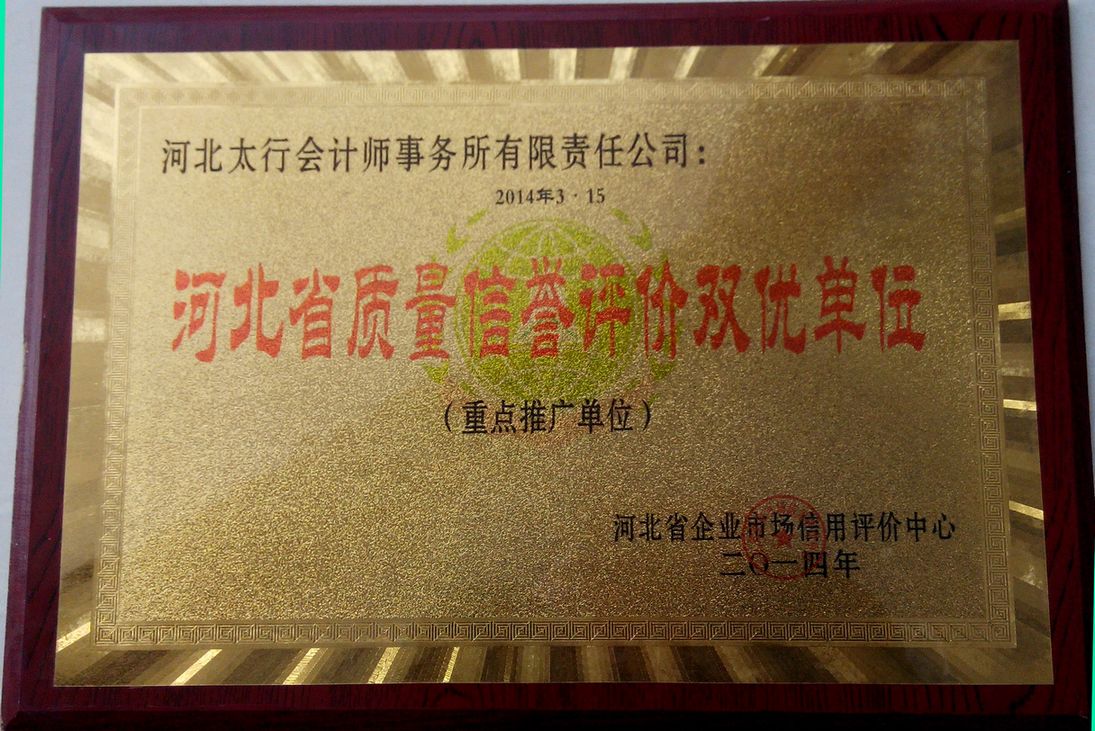 河北太行会计师事务所有限责任公司：
2014年3·15
河北省质量信誉评价双优单位
（重点推广单位）
河北省企业市场信用评价中心
二〇一四年